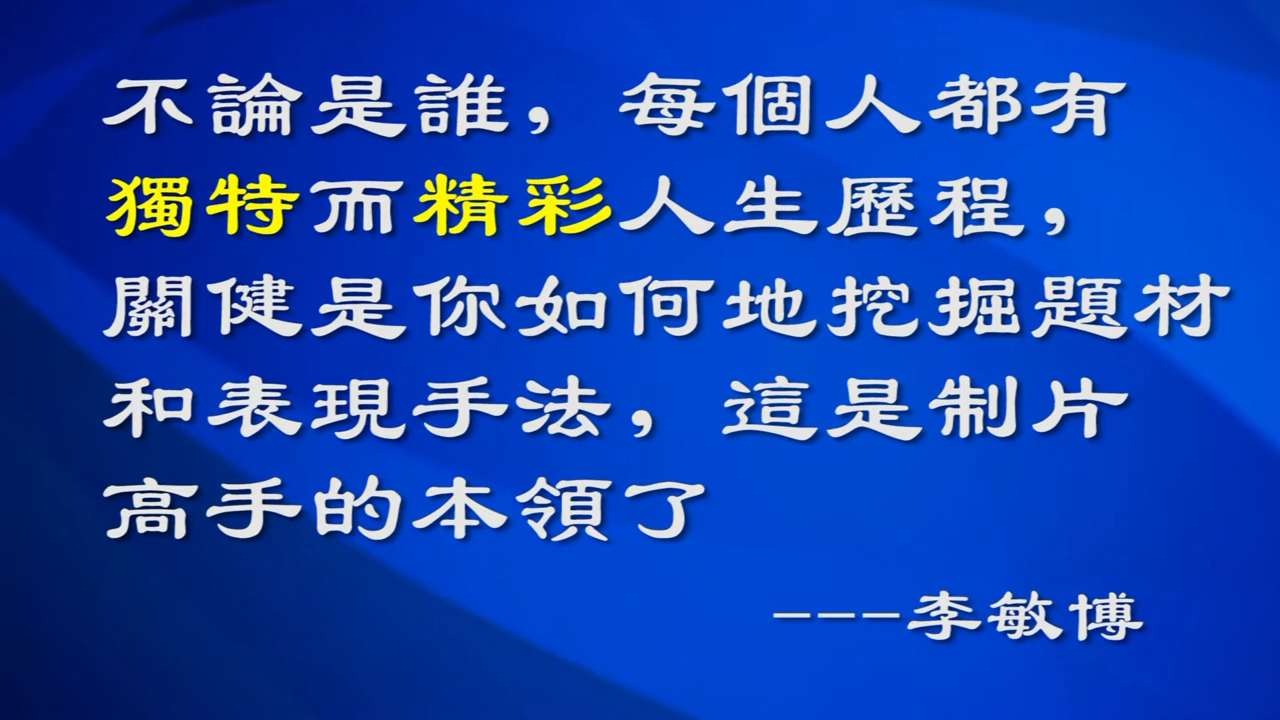 不論是誰，每個人都有
獨特而精彩人生歷程，
關健是你如何地挖掘題材
和表現手法，這是制片
高手的本領了
---李敏博